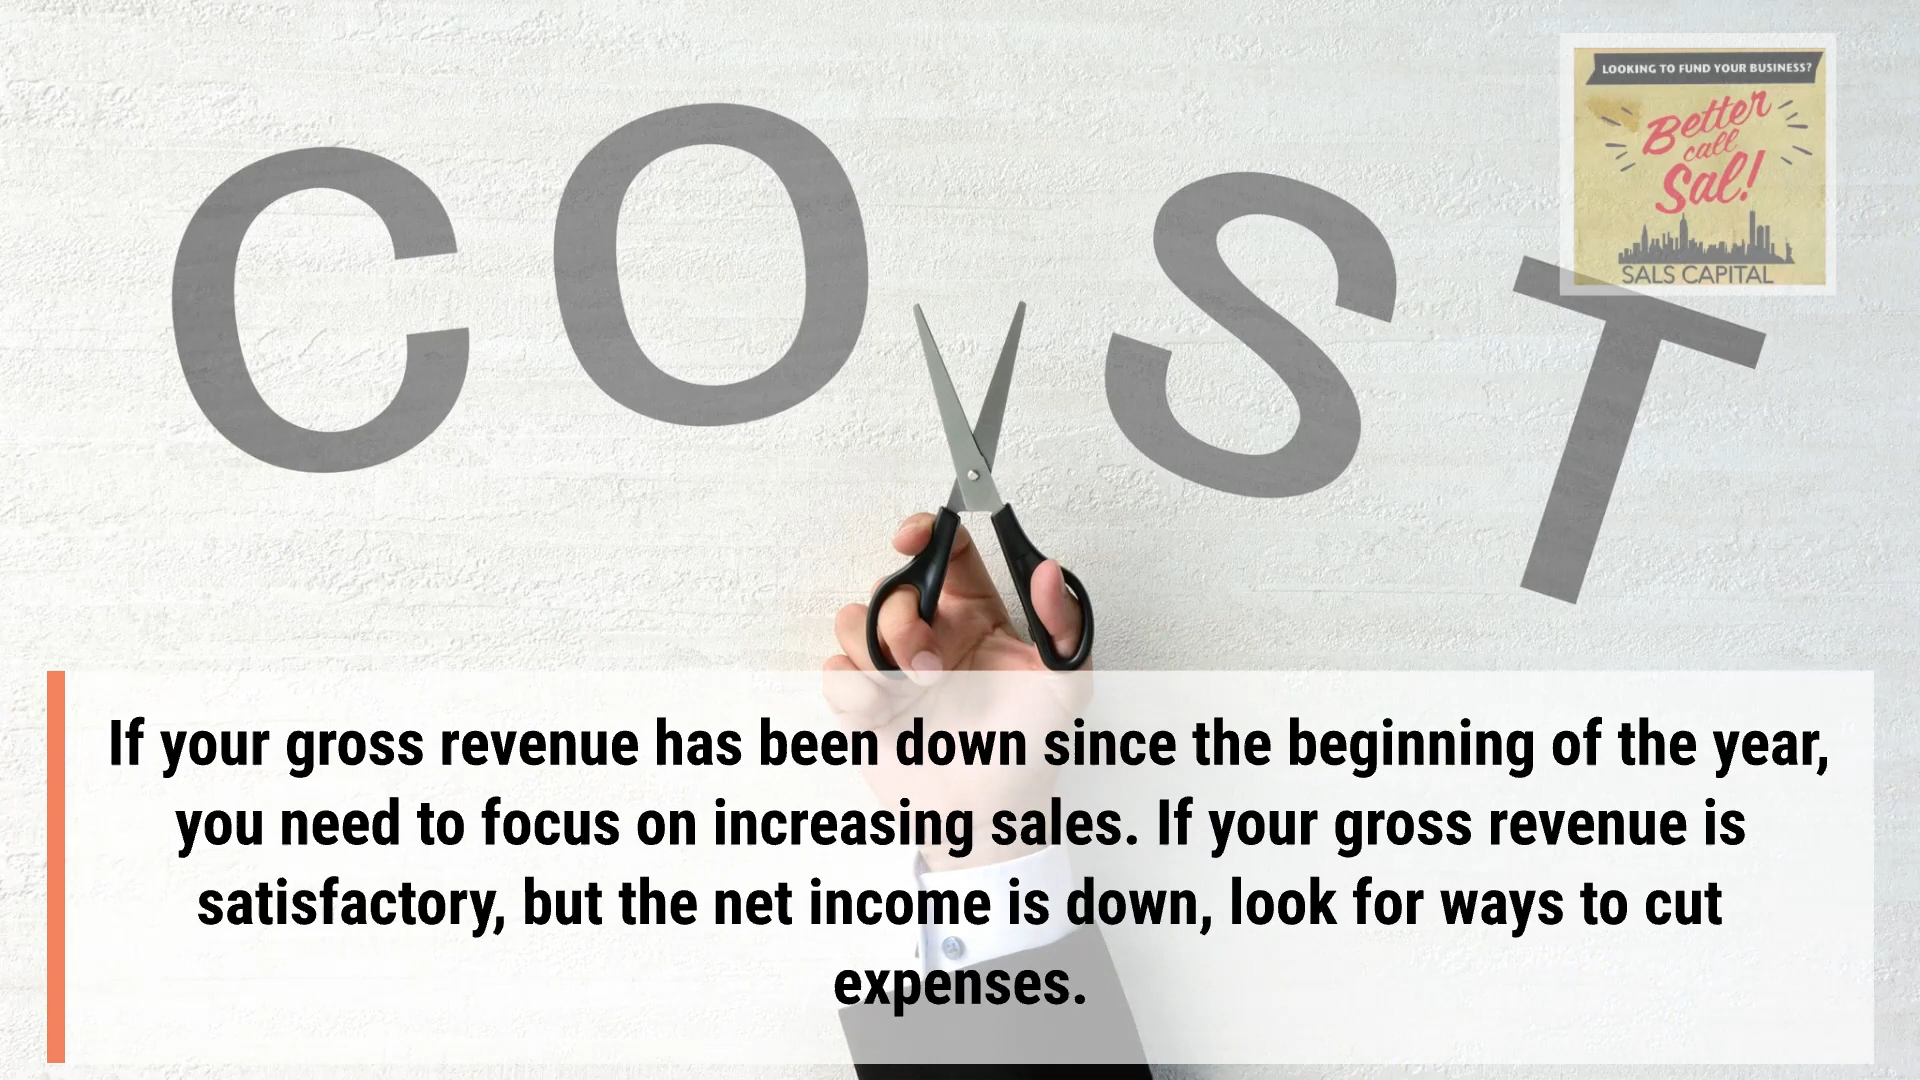 LOOKING TO FUND YOUR BUSINESS?
Better
call
Sal!
SALS CAPITAL
COST
If your gross revenue has been down since the beginning of the year,
you need to focus on increasing sales. If your gross revenue is
satisfactory, but the net income is down, look for ways to cut
expenses.